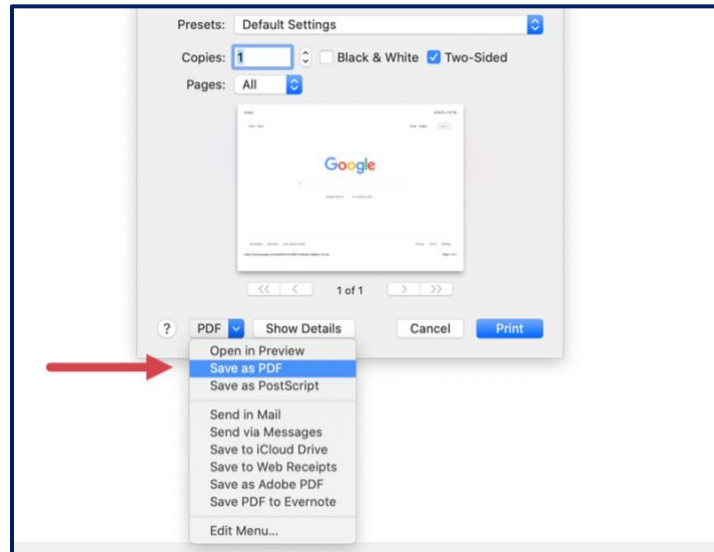 Presets: Default Settings
Copies: 1 Black & White Two-Sided
Pages: All
Google
1 of 1
? PDF Show Details Cancel Print
Open in Preview
Save as PDF
Save as PostScript
Send in Mail
Send via Messages
Save to iCloud Drive
Save to Web Receipts
Save as Adobe PDF
Save PDF to Evernote
Edit Menu...